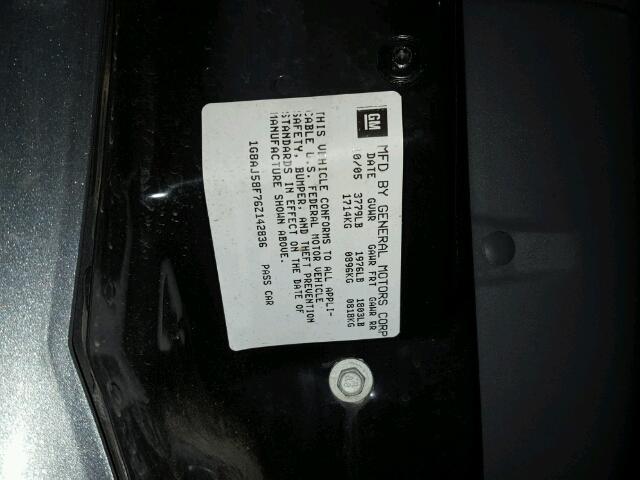 GM
MFD BY GENERAL MOTORS CORP
DATE GVWR GAWR FRT GAWR RR
10/05 3779LB 1976LB 1803LB
1714KG 0896KG 0818KG
THIS VEHICLE CONFORMS TO ALL APPLI-
CABLE U.S. FEDERAL MOTOR VEHICLE
SAFETY, BUMPER, AND THEFT PREVENTION
STANDARDS IN EFFECT ON THE DATE OF
MANUFACTURE SHOWN ABOVE.
1G8AJ58F76Z142836 PASS CAR